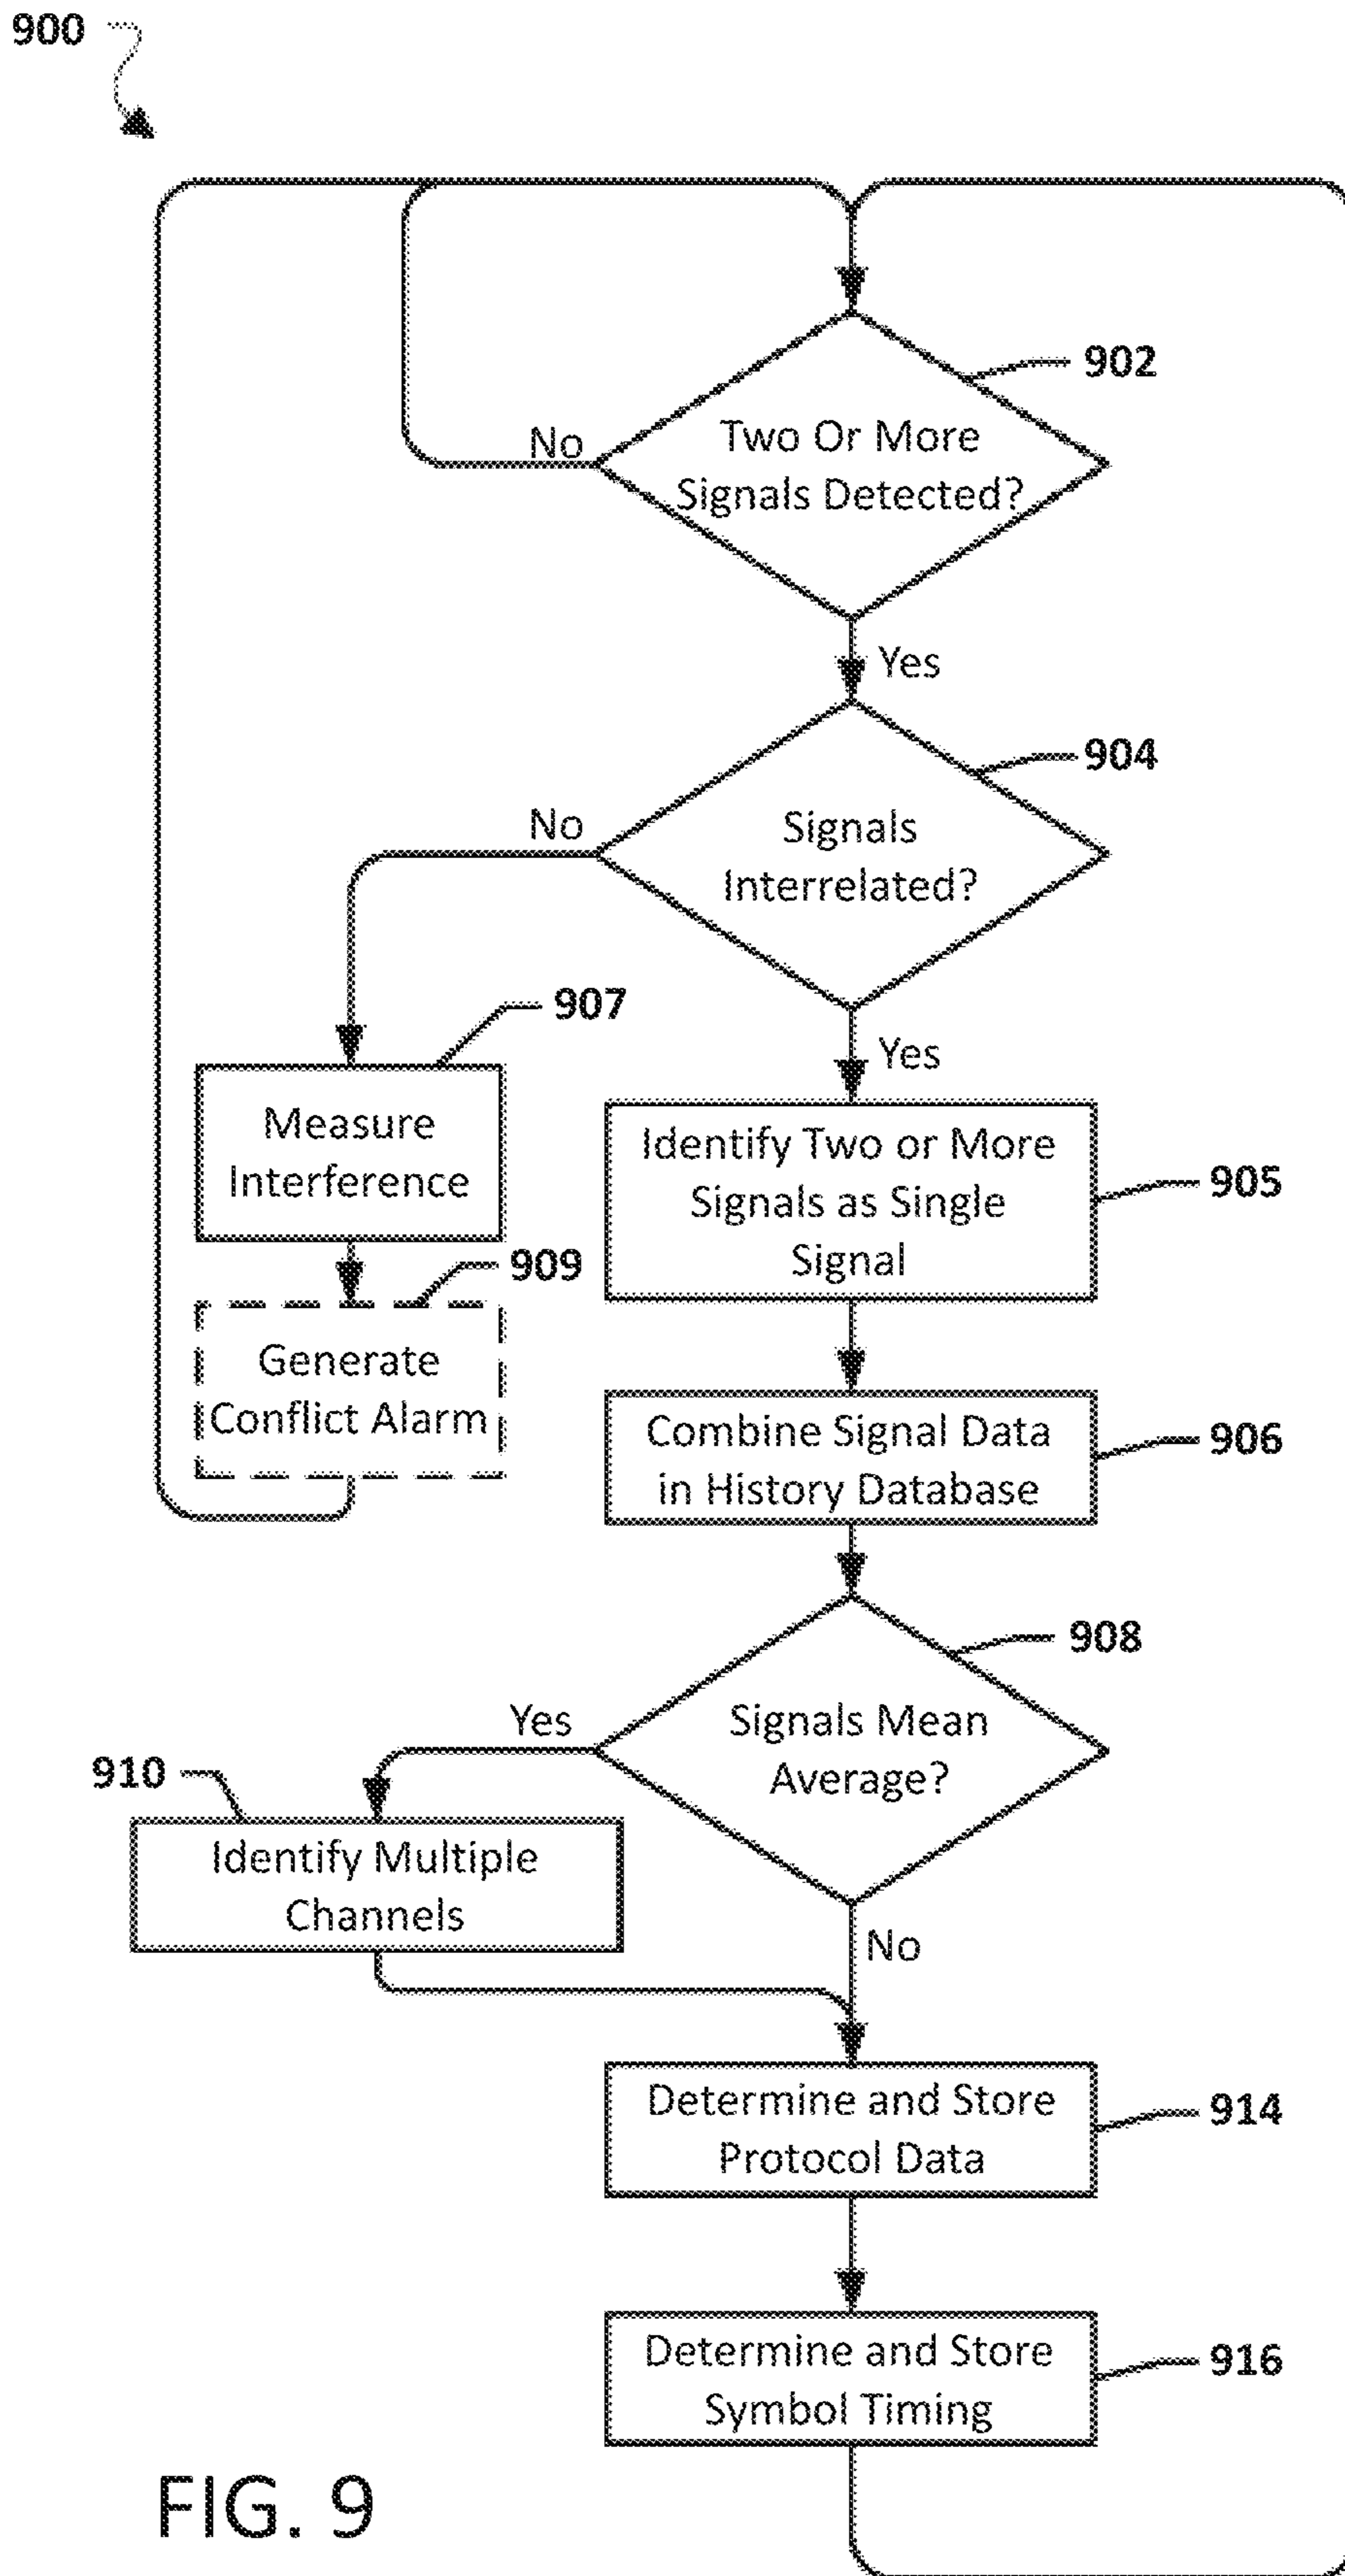 900
902
No
Two Or More
Signals Detected?
Yes
904
No
Signals
Interrelated?
907
Yes
Measure
Interference
Identify Two or More
Signals as Single
Signal
905
909
Generate
Conflict Alarm
Combine Signal Data
in History Database
906
908
Yes
Signals Mean
Average?
910
Identify Multiple
Channels
No
Determine and Store
Protocol Data
914
Determine and Store
Symbol Timing
916
FIG. 9